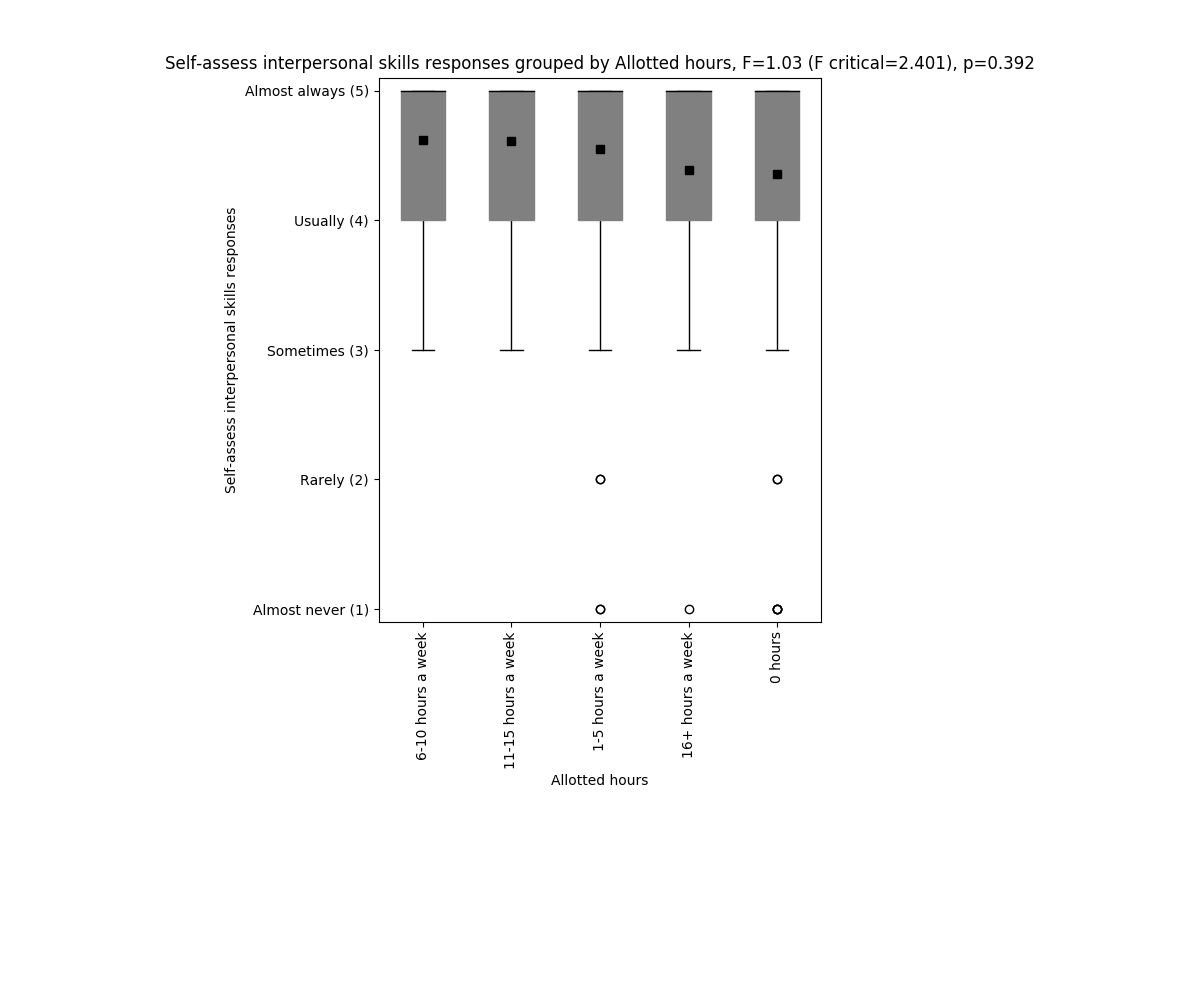 Self-assess interpersonal skills responses grouped by Allotted hours, F=1.03 (F critical=2.401), p=0.392
Almost always (5)
Usually (4)
Sometimes (3)
Rarely (2)
Almost never (1)
Self-assess interpersonal skills responses
6-10 hours a week
11-15 hours a week
1-5 hours a week
16+ hours a week
0 hours
Allotted hours